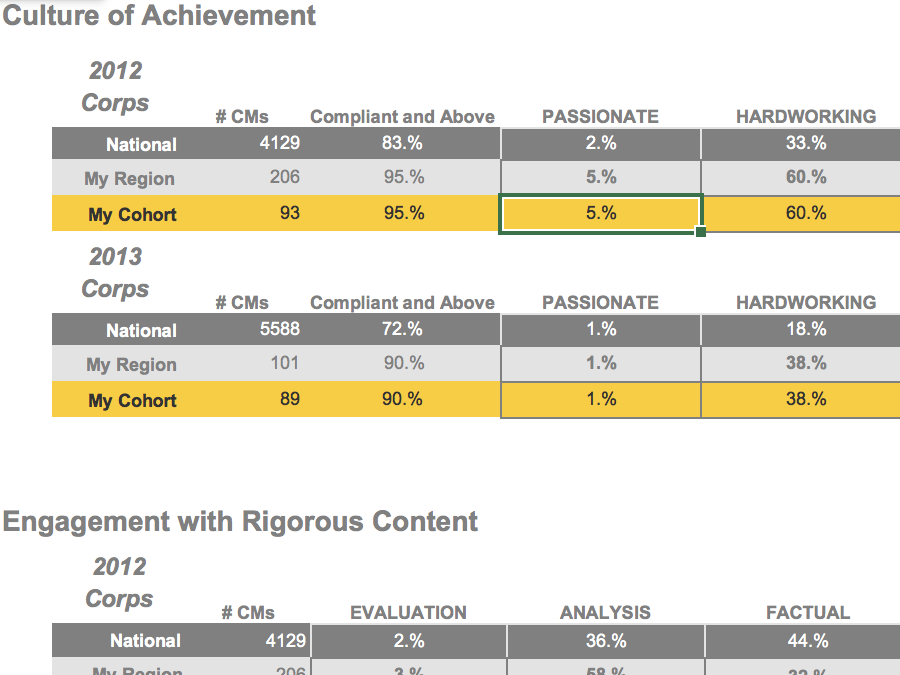 Culture of Achievement
2012
Corps
# CMs Compliant and Above PASSIONATE HARDWORKING
National 4129 83.% 2.% 33.%
My Region 206 95.% 5.% 60.%
My Cohort 93 95.% 5.% 60.%
2013
Corps
# CMs Compliant and Above PASSIONATE HARDWORKING
National 5588 72.% 1.% 18.%
My Region 101 90.% 1.% 38.%
My Cohort 89 90.% 1.% 38.%
Engagement with Rigorous Content
2012
Corps
# CMs EVALUATION ANALYSIS FACTUAL
National 4129 2.% 36.% 44.%
My Region 206 3.% 58.% 32.%